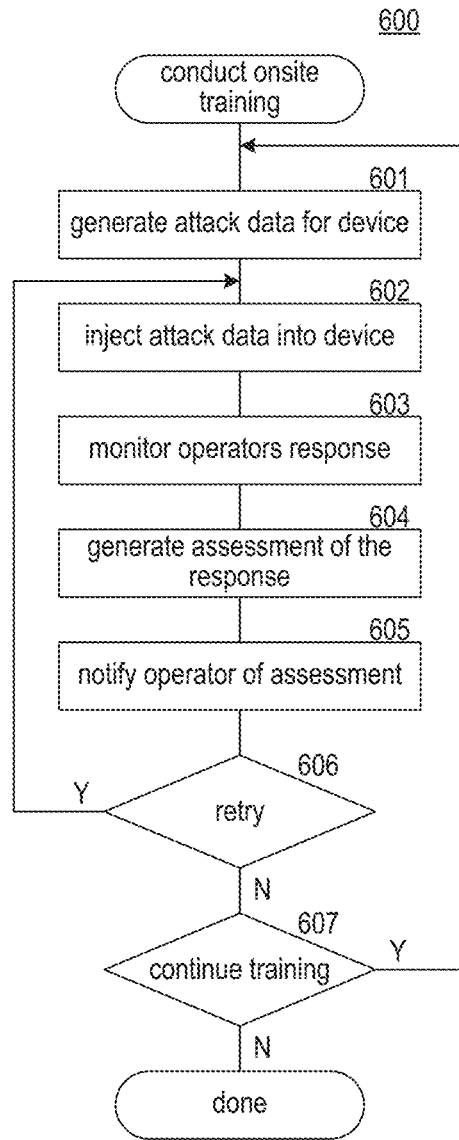 600
conduct onsite
training
601
generate attack data for device
602
inject attack data into device
603
monitor operators response
604
generate assessment of the
response
605
notify operator of assessment
606
Y
retry
N
607
continue training
Y
N
done